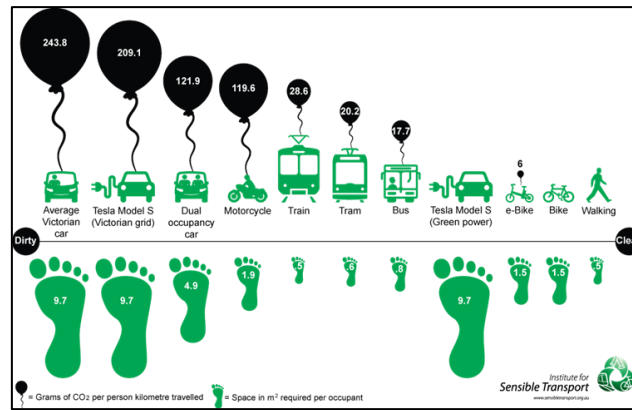 243.8
209.1
121.9
119.6
28.6
20.2
17.7
6
Average
Victorian
car
Tesla Model S
(Victorian grid)
Dual
occupancy
car
Motorcycle
Train
Tram
Bus
Tesla Model S
(Green power)
e-Bike
Bike
Walking
Dirty
Clea
9.7
9.7
4.9
1.9
.5
.6
.8
9.7
1.5
1.5
.5
= Grams of CO2 per person kilometre travelled
= Space in m² required per occupant
Institute for
Sensible Transport
www.sensibletransport.org.au